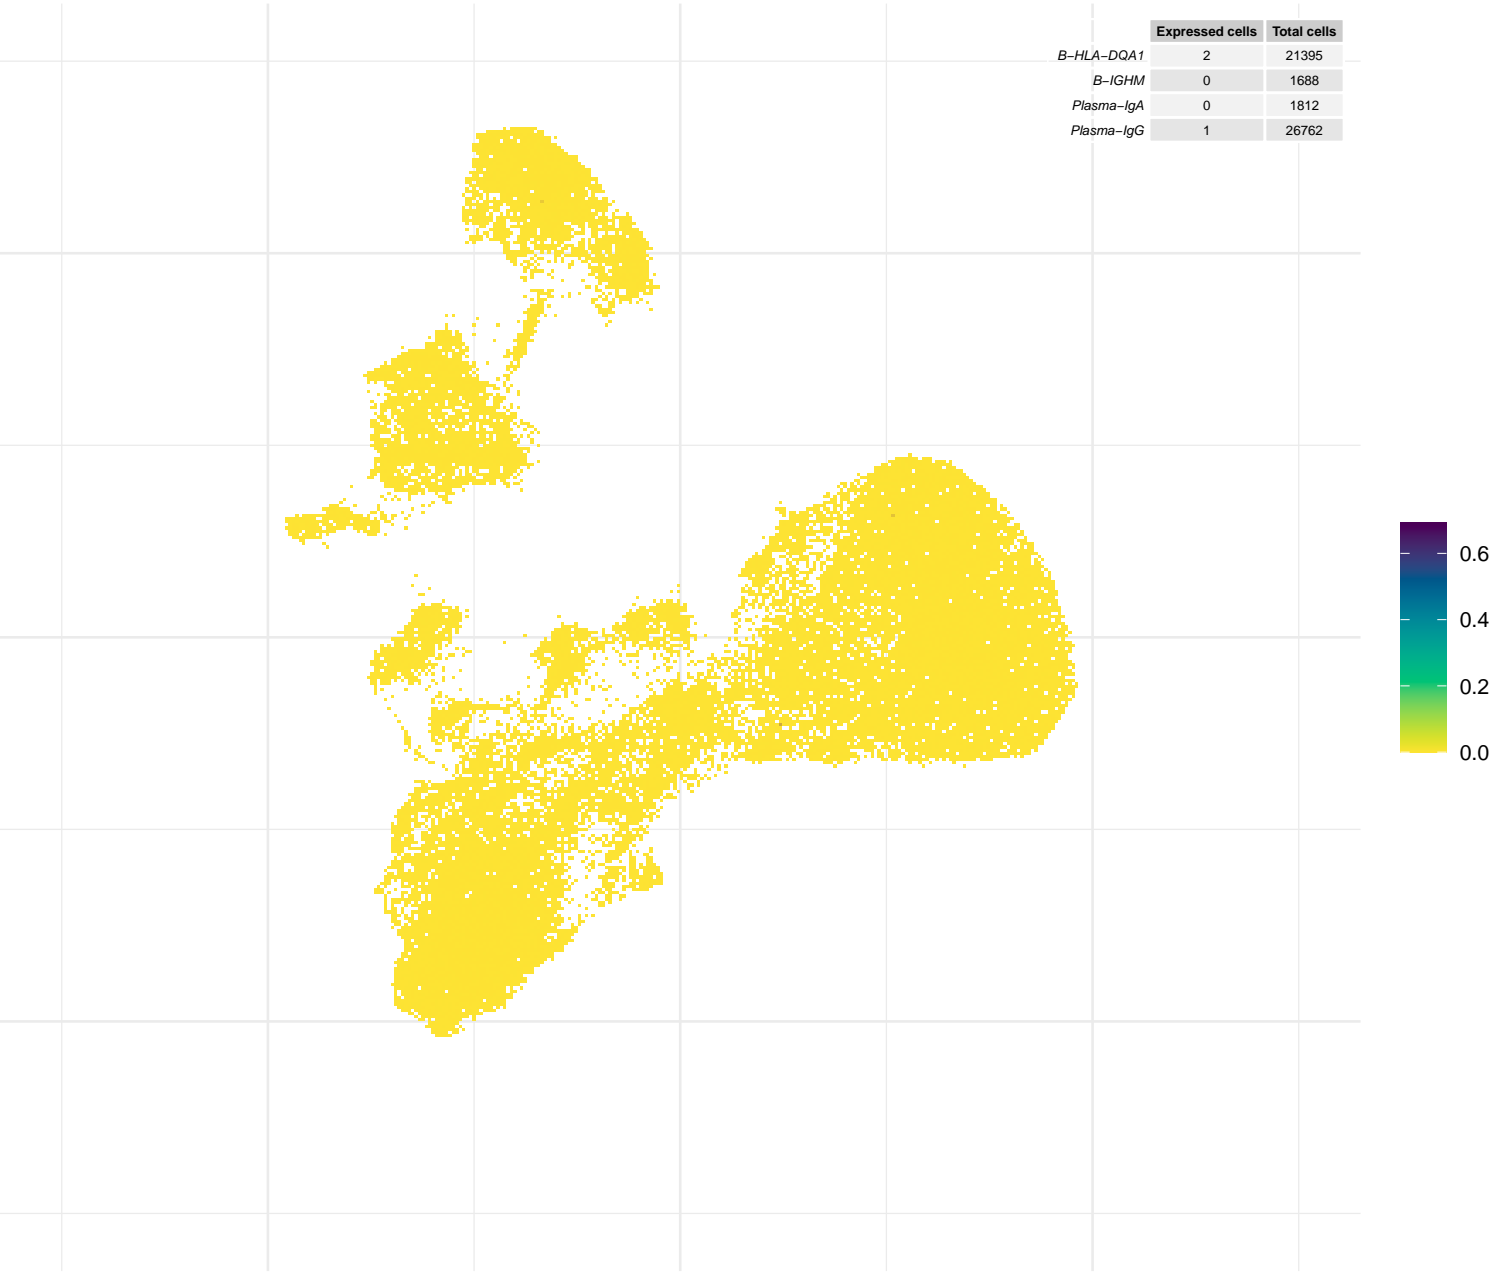 Expressed cells Total cells
B−HLA−DQA1 2 21395
B−IGHM 0 1688
Plasma−IgA 0 1812
Plasma−IgG 1 26762
0.6
0.4
0.2
0.0